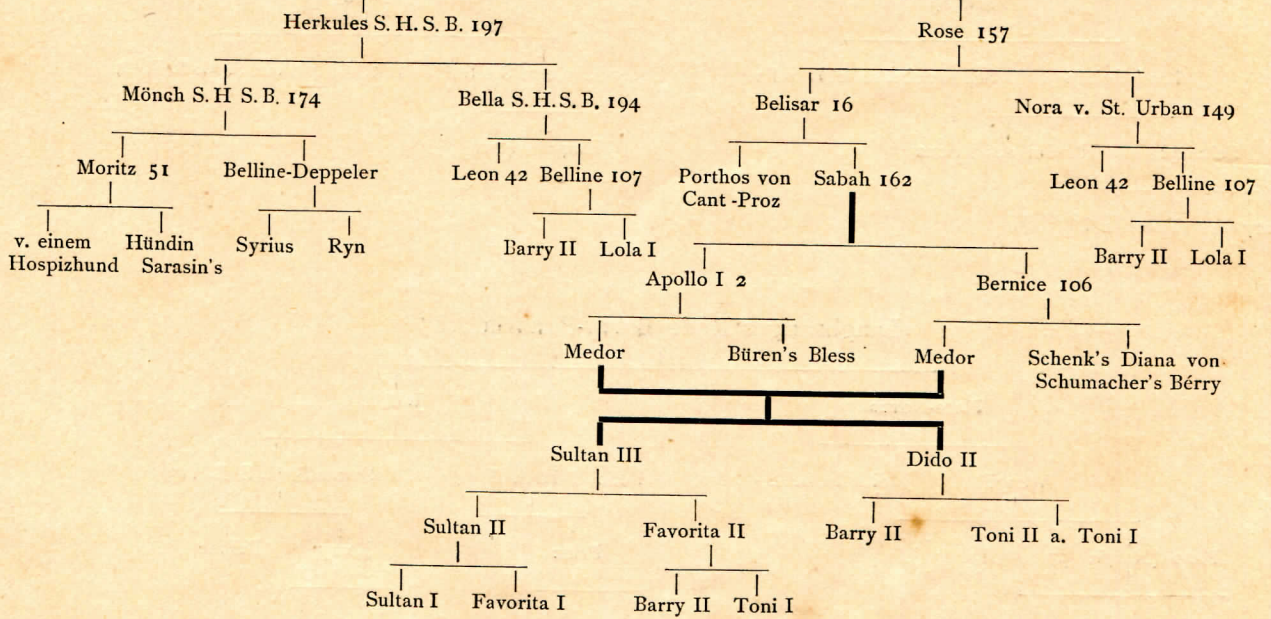 Herkules S. H. S. B. 197
Rose 157
Mönch S. H S. B. 174
Bella S. H. S. B. 194
Belisar 16
Nora v. St. Urban 149
Moritz 51
Belline-Deppeler
Leon 42
Belline 107
Porthos von
Cant -Proz
Sabah 162
Leon 42
Belline 107
v. einem
Hospizhund
Hündin
Sarasin's
Syrius
Ryn
Barry II
Lola I
Barry II
Lola I
Apollo I 2
Bernice 106
Medor
Büren's Bless
Medor
Schenk's Diana von
Schumacher's Bérry
Sultan III
Dido II
Sultan II
Favorita II
Barry II
Toni II a. Toni I
Sultan I
Favorita I
Barry II
Toni I